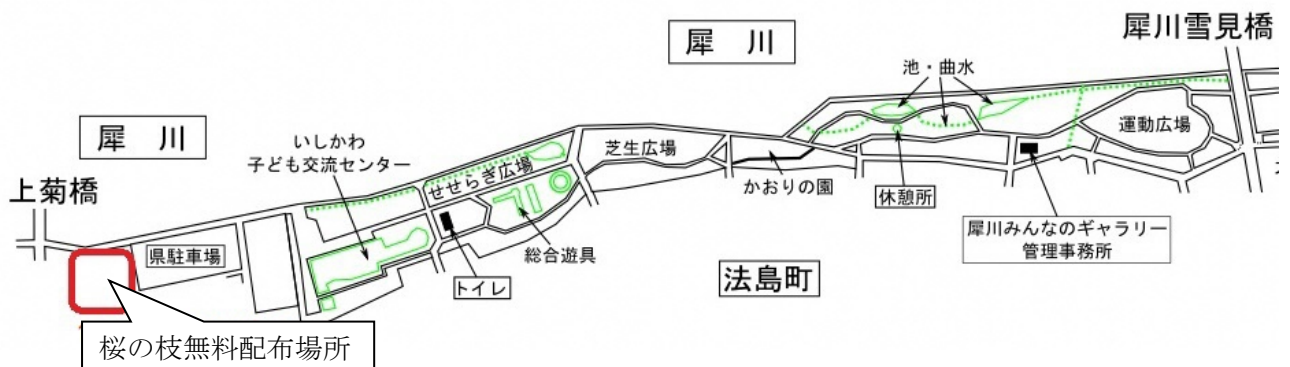 犀川雪見橋
犀　川
池・曲水
犀　川
いしかわ
子ども交流センター
芝生広場
運動広場
せせらぎ広場
かおりの園
上菊橋
休憩所
県駐車場
総合遊具
犀川みんなのギャラリー
管理事務所
トイレ
法島町
桜の枝無料配布場所